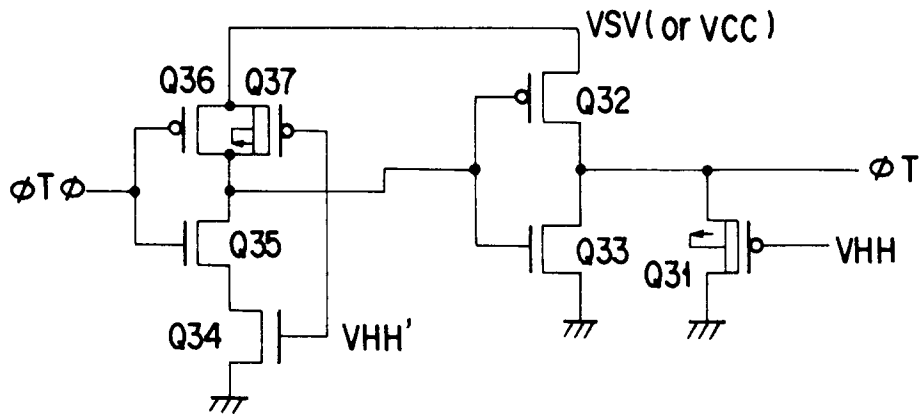 VSV(or VCC)
Q36 Q37
Q32
φTφ
φT
Q35
Q33
VHH
Q31
Q34
VHH'